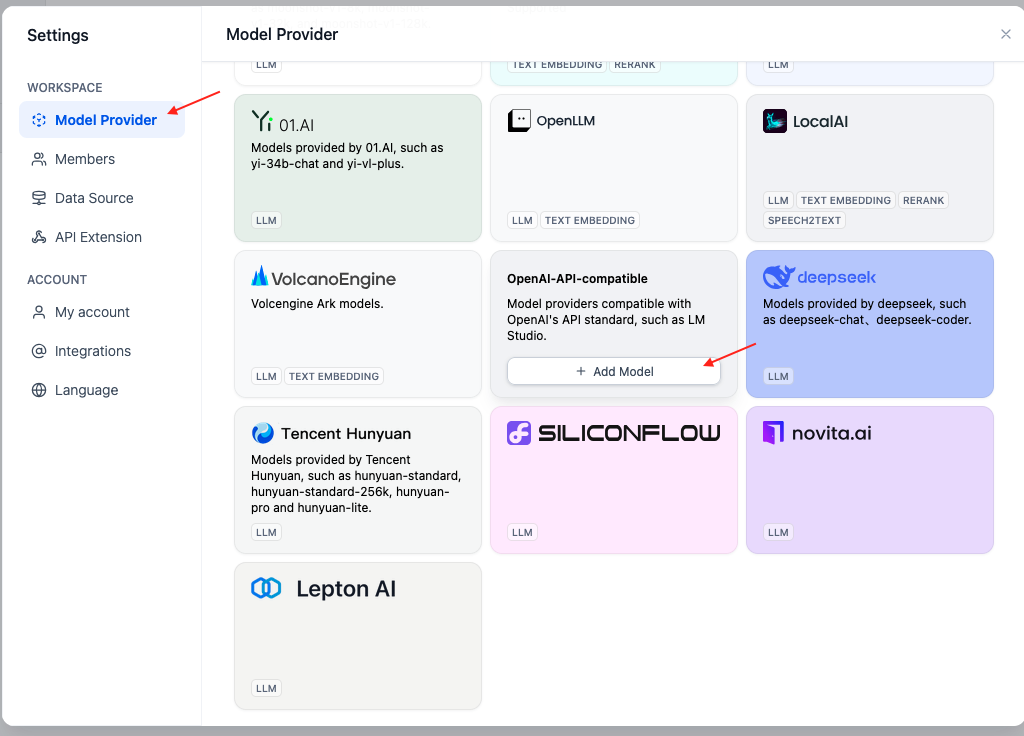 Settings
Model Provider
WORKSPACE
Model Provider
Members
Data Source
API Extension
ACCOUNT
My account
Integrations
Language
LLM
TEXT EMBEDDING RERANK
LLM
Yi 01.AI
Models provided by 01.AI, such as
yi-34b-chat and yi-vl-plus.
LLM
OpenLLM
LLM TEXT EMBEDDING
LocalAI
LLM TEXT EMBEDDING RERANK
SPEECH2TEXT
VolcanoEngine
Volcengine Ark models.
LLM TEXT EMBEDDING
OpenAI-API-compatible
Model providers compatible with
OpenAI's API standard, such as LM
Studio.
+ Add Model
deepseek
Models provided by deepseek, such
as deepseek-chat、deepseek-coder.
LLM
Tencent Hunyuan
Models provided by Tencent
Hunyuan, such as hunyuan-standard,
hunyuan-standard-256k, hunyuan-
pro and hunyuan-lite.
LLM
SILICONFLOW
LLM
novita.ai
LLM
Lepton AI
LLM